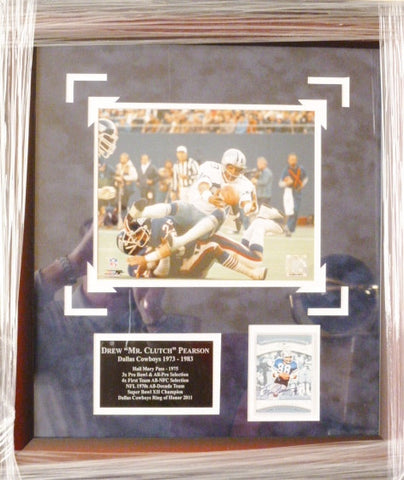 DREW "MR. CLUTCH" PEARSON
Dallas Cowboys 1973 - 1983
Hail Mary Pass - 1975
3x Pro Bowl & All-Pro Selection
4x First Team All-NFC Selection
NFL 1970s All-Decade Team
Super Bowl XII Champion
Dallas Cowboys Ring of Honor 2011
88